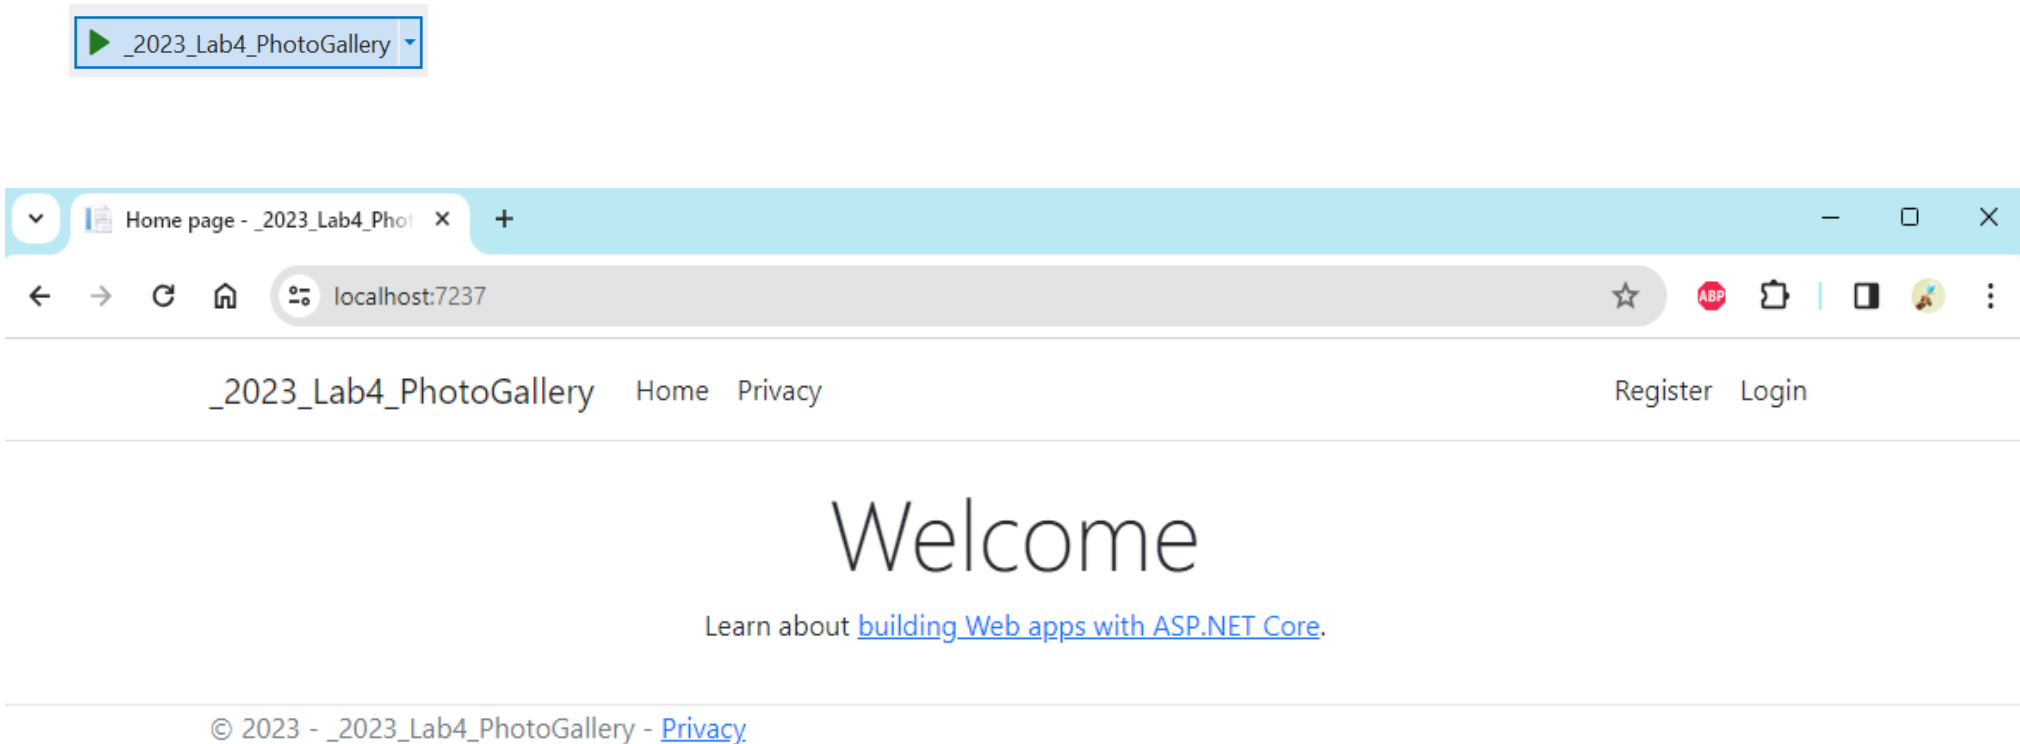 _2023_Lab4_PhotoGallery
Home page - _2023_Lab4_Phot
localhost:7237
ABP
_2023_Lab4_PhotoGallery Home Privacy Register Login
Welcome
Learn about building Web apps with ASP.NET Core.
© 2023 - _2023_Lab4_PhotoGallery - Privacy